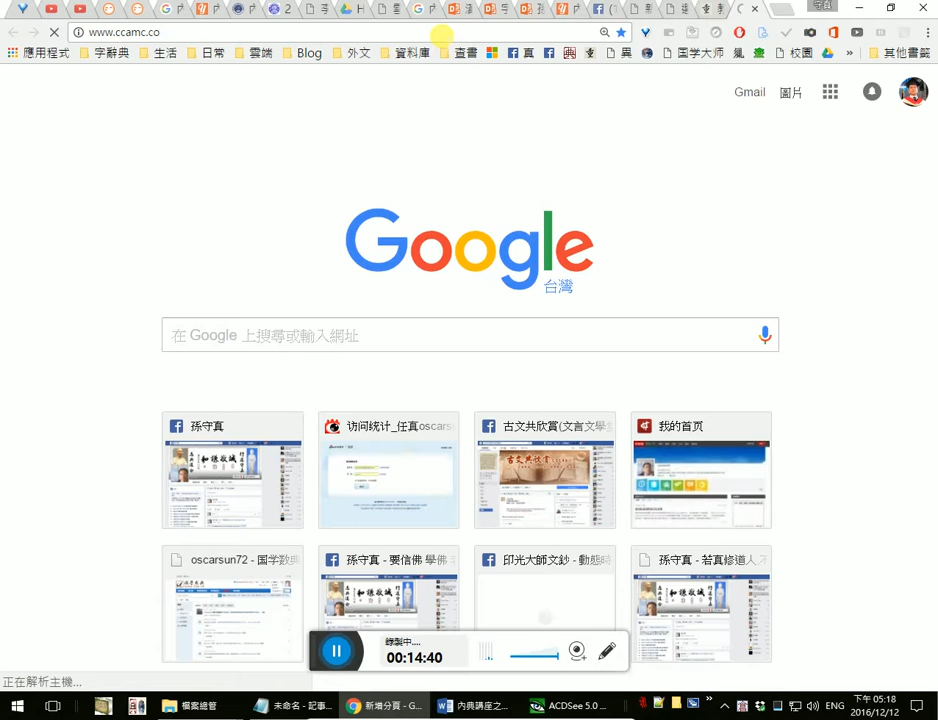 www.ccamc.co
應用程式 字辭典 生活 日常 雲端 Blog 外文 資料庫 查書 真 異 国学大师 校園 其他書籤
Gmail 圖片
Google
台灣
在 Google 上搜尋或輸入網址
孫守真 访问统计_任真oscars 古文共欣賞(文言文學 我的首页
oscarsun72 - 国学数典 孫守真 - 要信佛 學佛 印光大師文鈔 - 動態時 孫守真 - 若真修道人,不
錄製中....
00:14:40
正在解析主機...
檔案總管 未命名 - 記事... 新增分頁 - G... 內典講座之... ACDSee 5.0 ... ENG
下午 05:18
2016/12/12